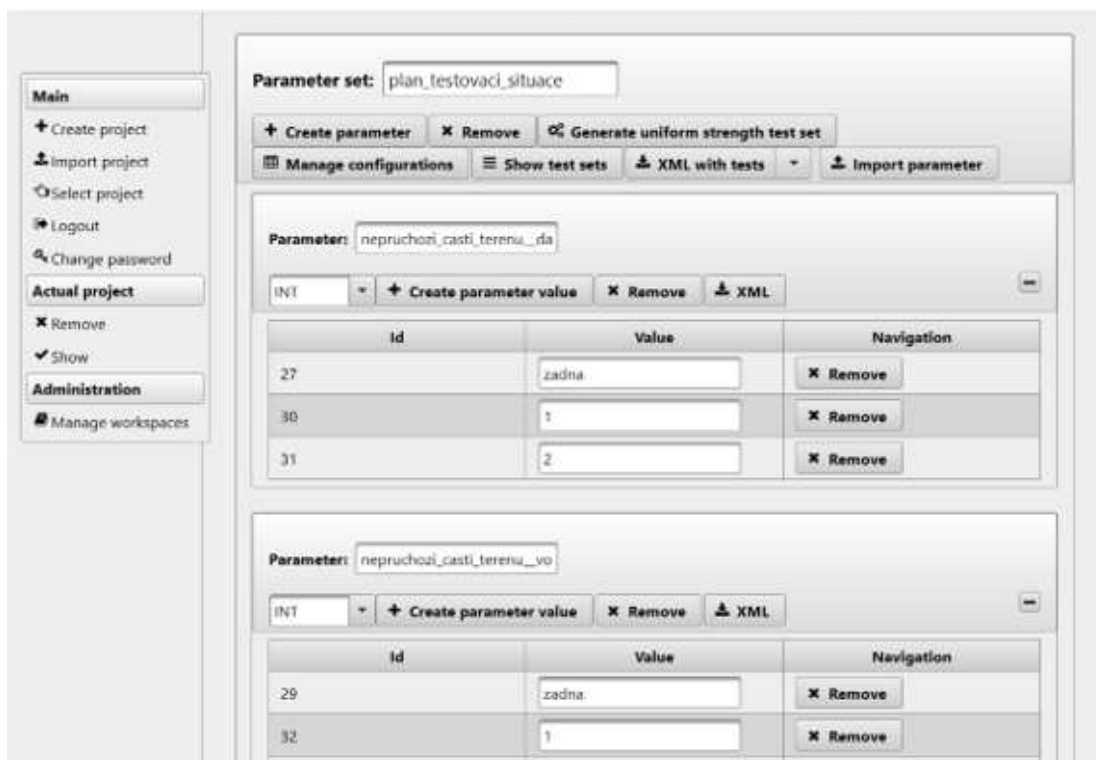 Main
+ Create project
Import project
Select project
Logout
Change password
Actual project
Remove
Show
Administration
Manage workspaces
Parameter set: plan_testovaci_situace
+ Create parameter ✖ Remove Generate uniform strength test set
Manage configurations Show test sets XML with tests Import parameter
Parameter: nepruchozi_casti_terenu__da
INT + Create parameter value ✖ Remove XML
Id Value Navigation
27 zadna ✖ Remove
30 1 ✖ Remove
31 2 ✖ Remove
Parameter: nepruchozi_casti_terenu__vo
INT + Create parameter value ✖ Remove XML
Id Value Navigation
29 zadna ✖ Remove
32 1 ✖ Remove